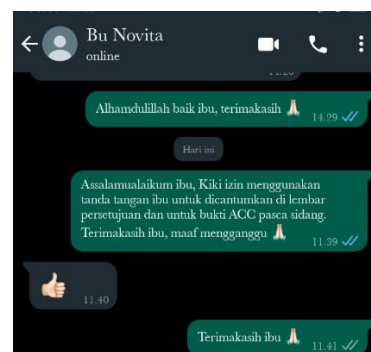 Bu Novita
online
Alhamdulillah baik ibu, terimakasih 🙏🏻
14.29
Hari ini
Assalamualaikum ibu, Kiki izin menggunakan
tanda tangan ibu untuk dicantumkan di lembar
persetujuan dan untuk bukti ACC pasca sidang.
Terimakasih ibu, maaf mengganggu 🙏🏻
11.39
👍🏻
11.40
Terimakasih ibu 🙏🏻
11.41